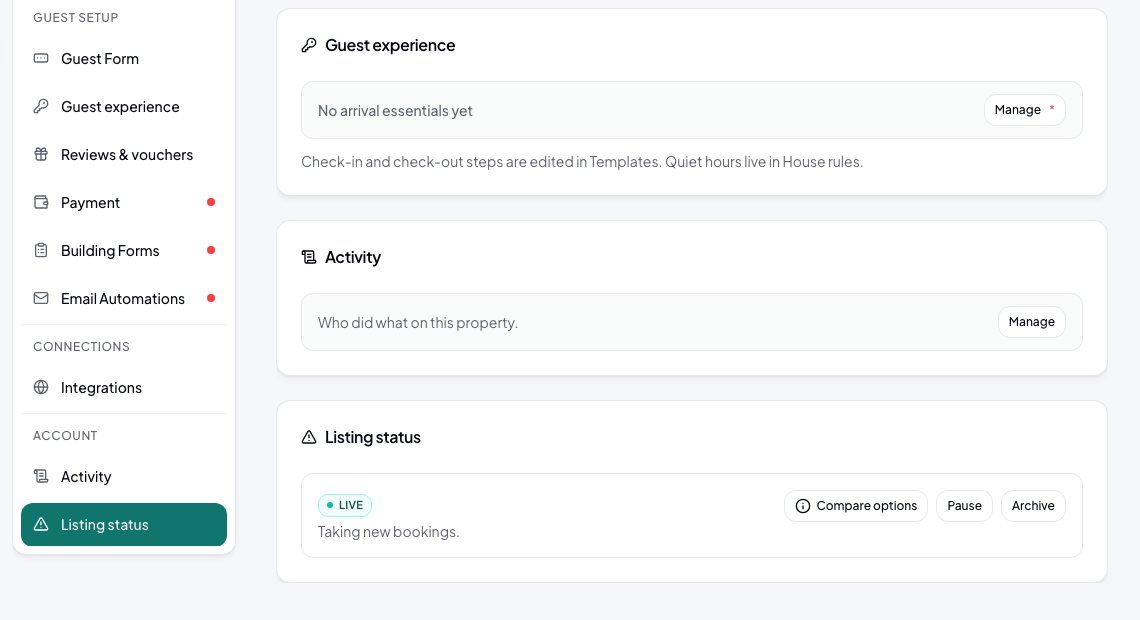 GUEST SETUP
Guest Form
Guest experience
Reviews & vouchers
Payment
Building Forms
Email Automations
CONNECTIONS
Integrations
ACCOUNT
Activity
Listing status
Guest experience
No arrival essentials yet
Manage *
Check-in and check-out steps are edited in Templates. Quiet hours live in House rules.
Activity
Who did what on this property.
Manage
Listing status
LIVE
Compare options
Pause
Archive
Taking new bookings.